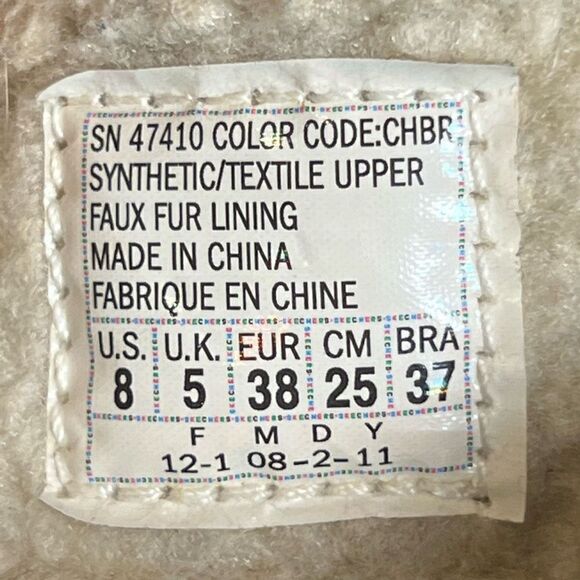 SN 47410 COLOR CODE:CHBR
SYNTHETIC/TEXTILE UPPER
FAUX FUR LINING
MADE IN CHINA
FABRIQUE EN CHINE
U.S. U.K. EUR CM BRA
8 5 38 25 37
F M D Y
12-1 08-2-11